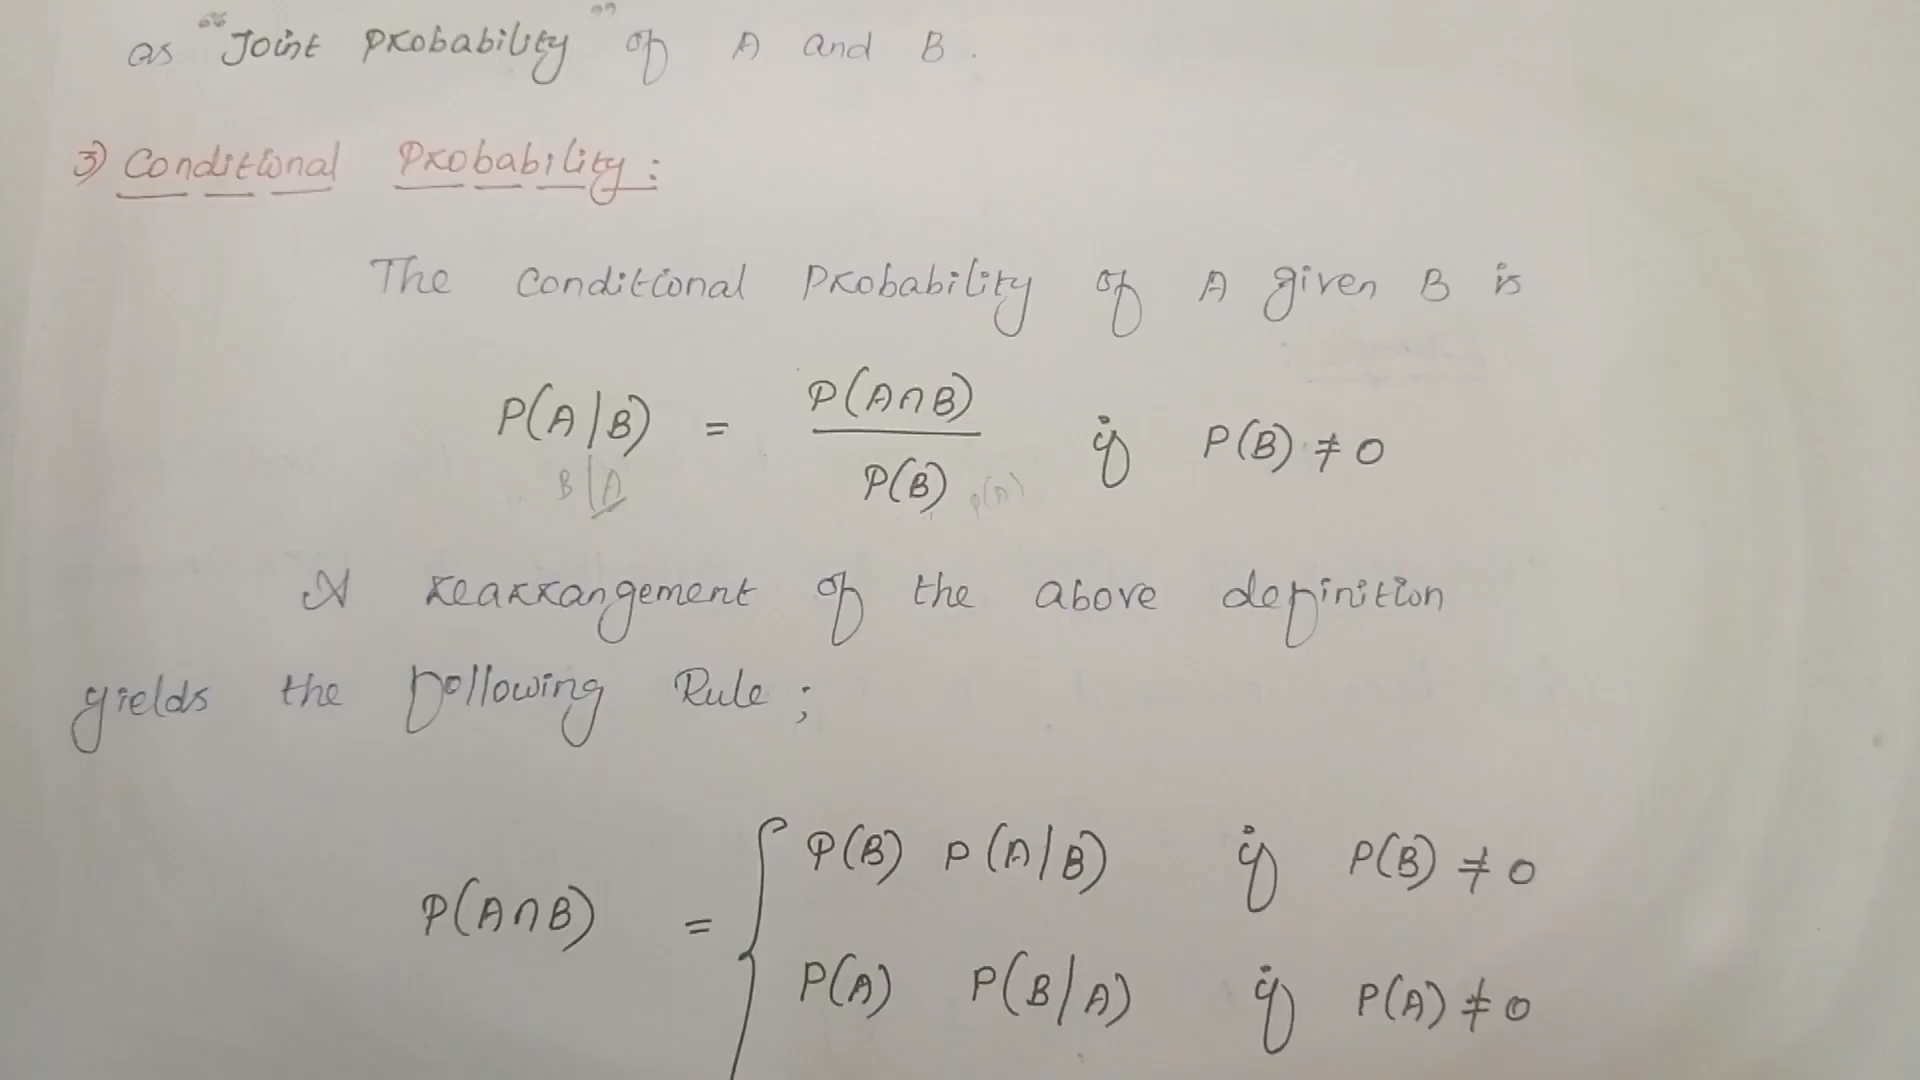 as "Joint Probability" of A and B.
3) Conditional Probability:
The Conditional Probability of A given B is
P(A|B) = P(A∩B) / P(B) if P(B) ≠ 0
B|A P(A)
A rearrangement of the above definition
yields the following Rule;
P(A∩B) = { P(B) P(A|B) if P(B) ≠ 0
P(A) P(B|A) if P(A) ≠ 0